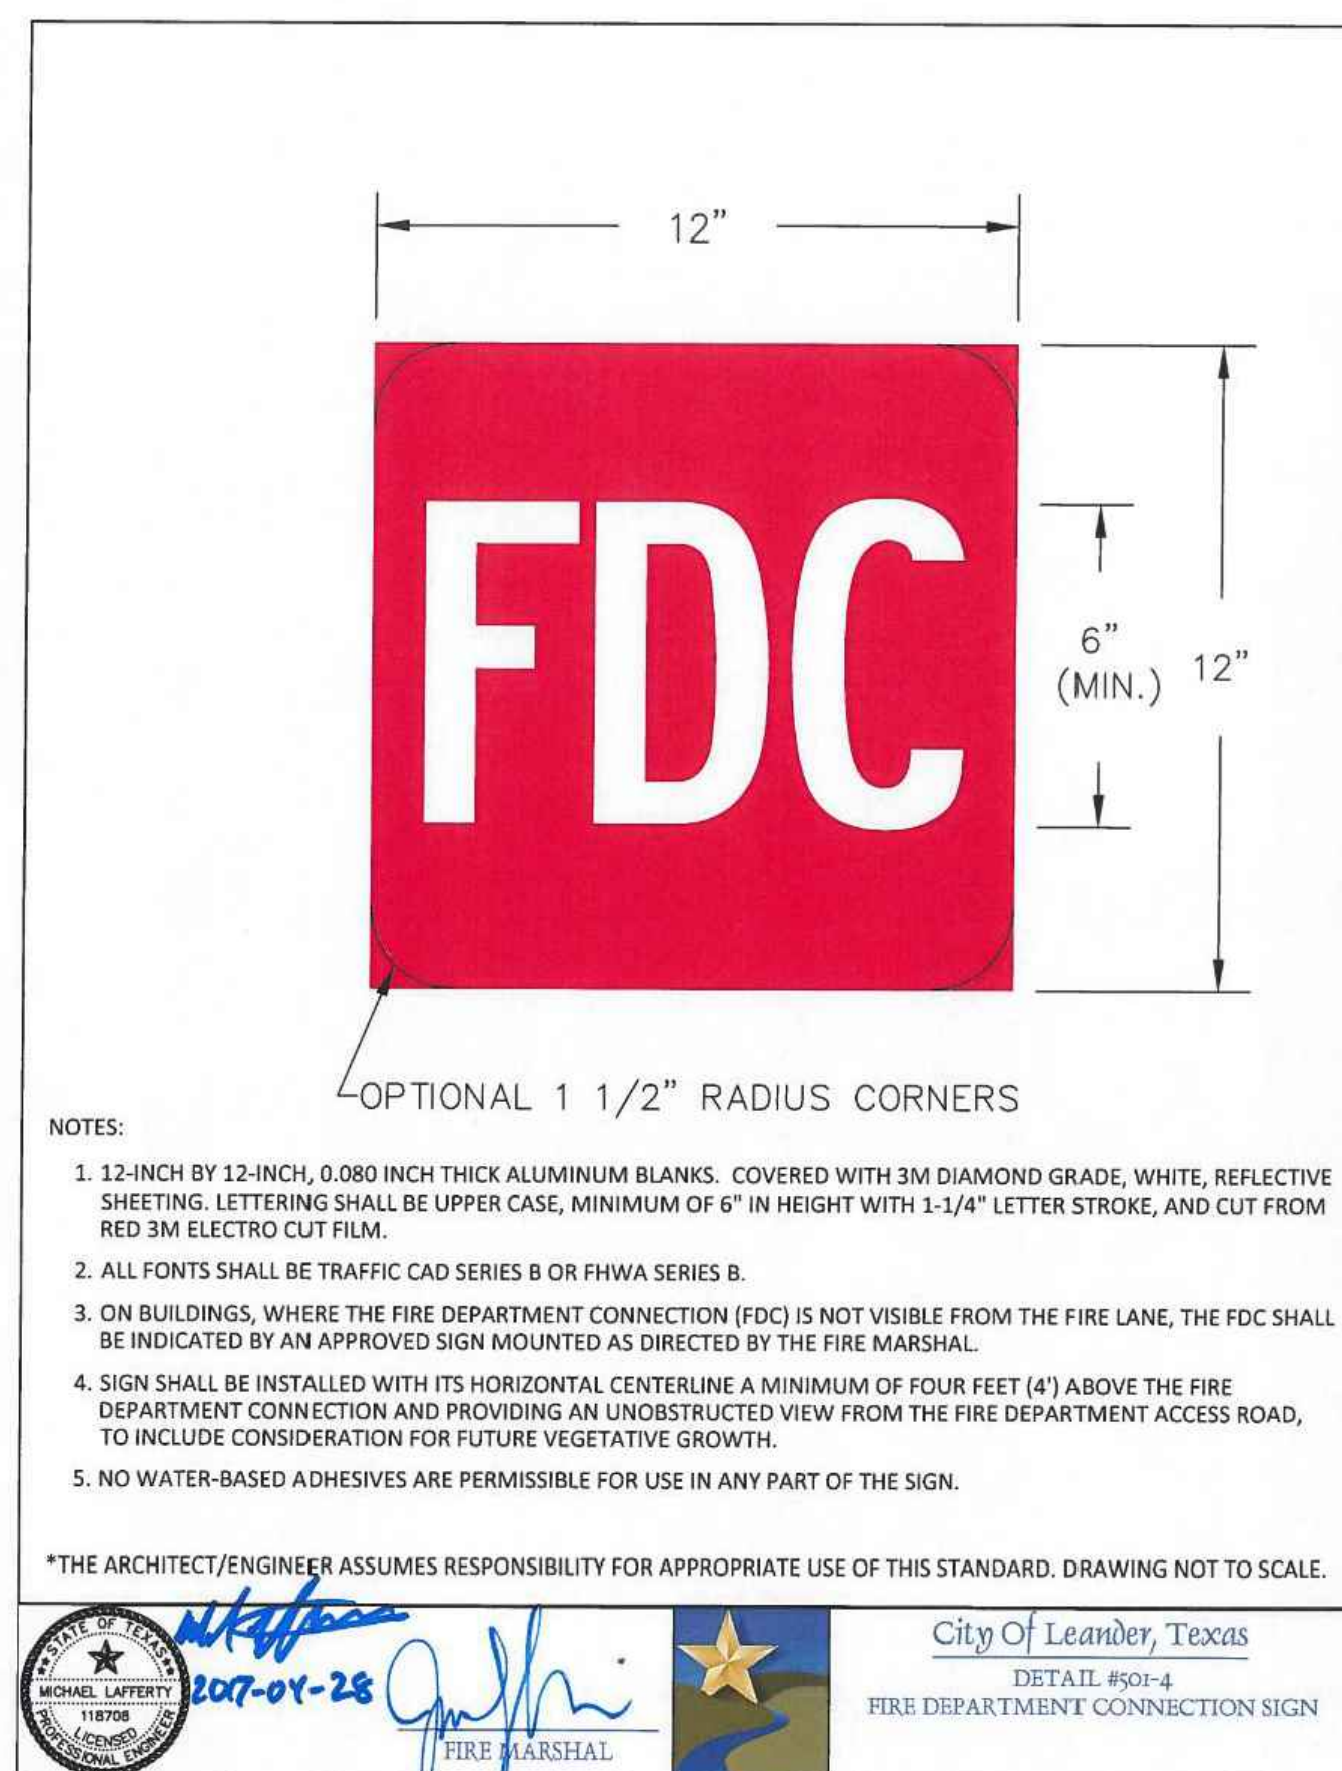 12"
FDC
6"
(MIN.)
12"
OPTIONAL 1 1/2" RADIUS CORNERS
NOTES:
1. 12-INCH BY 12-INCH, 0.080 INCH THICK ALUMINUM BLANKS. COVERED WITH 3M DIAMOND GRADE, WHITE, REFLECTIVE
SHEETING. LETTERING SHALL BE UPPER CASE, MINIMUM OF 6" IN HEIGHT WITH 1-1/4" LETTER STROKE, AND CUT FROM
RED 3M ELECTRO CUT FILM.
2. ALL FONTS SHALL BE TRAFFIC CAD SERIES B OR FHWA SERIES B.
3. ON BUILDINGS, WHERE THE FIRE DEPARTMENT CONNECTION (FDC) IS NOT VISIBLE FROM THE FIRE LANE, THE FDC SHALL
BE INDICATED BY AN APPROVED SIGN MOUNTED AS DIRECTED BY THE FIRE MARSHAL.
4. SIGN SHALL BE INSTALLED WITH ITS HORIZONTAL CENTERLINE A MINIMUM OF FOUR FEET (4') ABOVE THE FIRE
DEPARTMENT CONNECTION AND PROVIDING AN UNOBSTRUCTED VIEW FROM THE FIRE DEPARTMENT ACCESS ROAD,
TO INCLUDE CONSIDERATION FOR FUTURE VEGETATIVE GROWTH.
5. NO WATER-BASED ADHESIVES ARE PERMISSIBLE FOR USE IN ANY PART OF THE SIGN.
*THE ARCHITECT/ENGINEER ASSUMES RESPONSIBILITY FOR APPROPRIATE USE OF THIS STANDARD. DRAWING NOT TO SCALE.
STATE OF TEXAS
MICHAEL LAFFERTY
118708
LICENSED
PROFESSIONAL ENGINEER
2017-04-28
FIRE MARSHAL
City Of Leander, Texas
DETAIL #501-4
FIRE DEPARTMENT CONNECTION SIGN